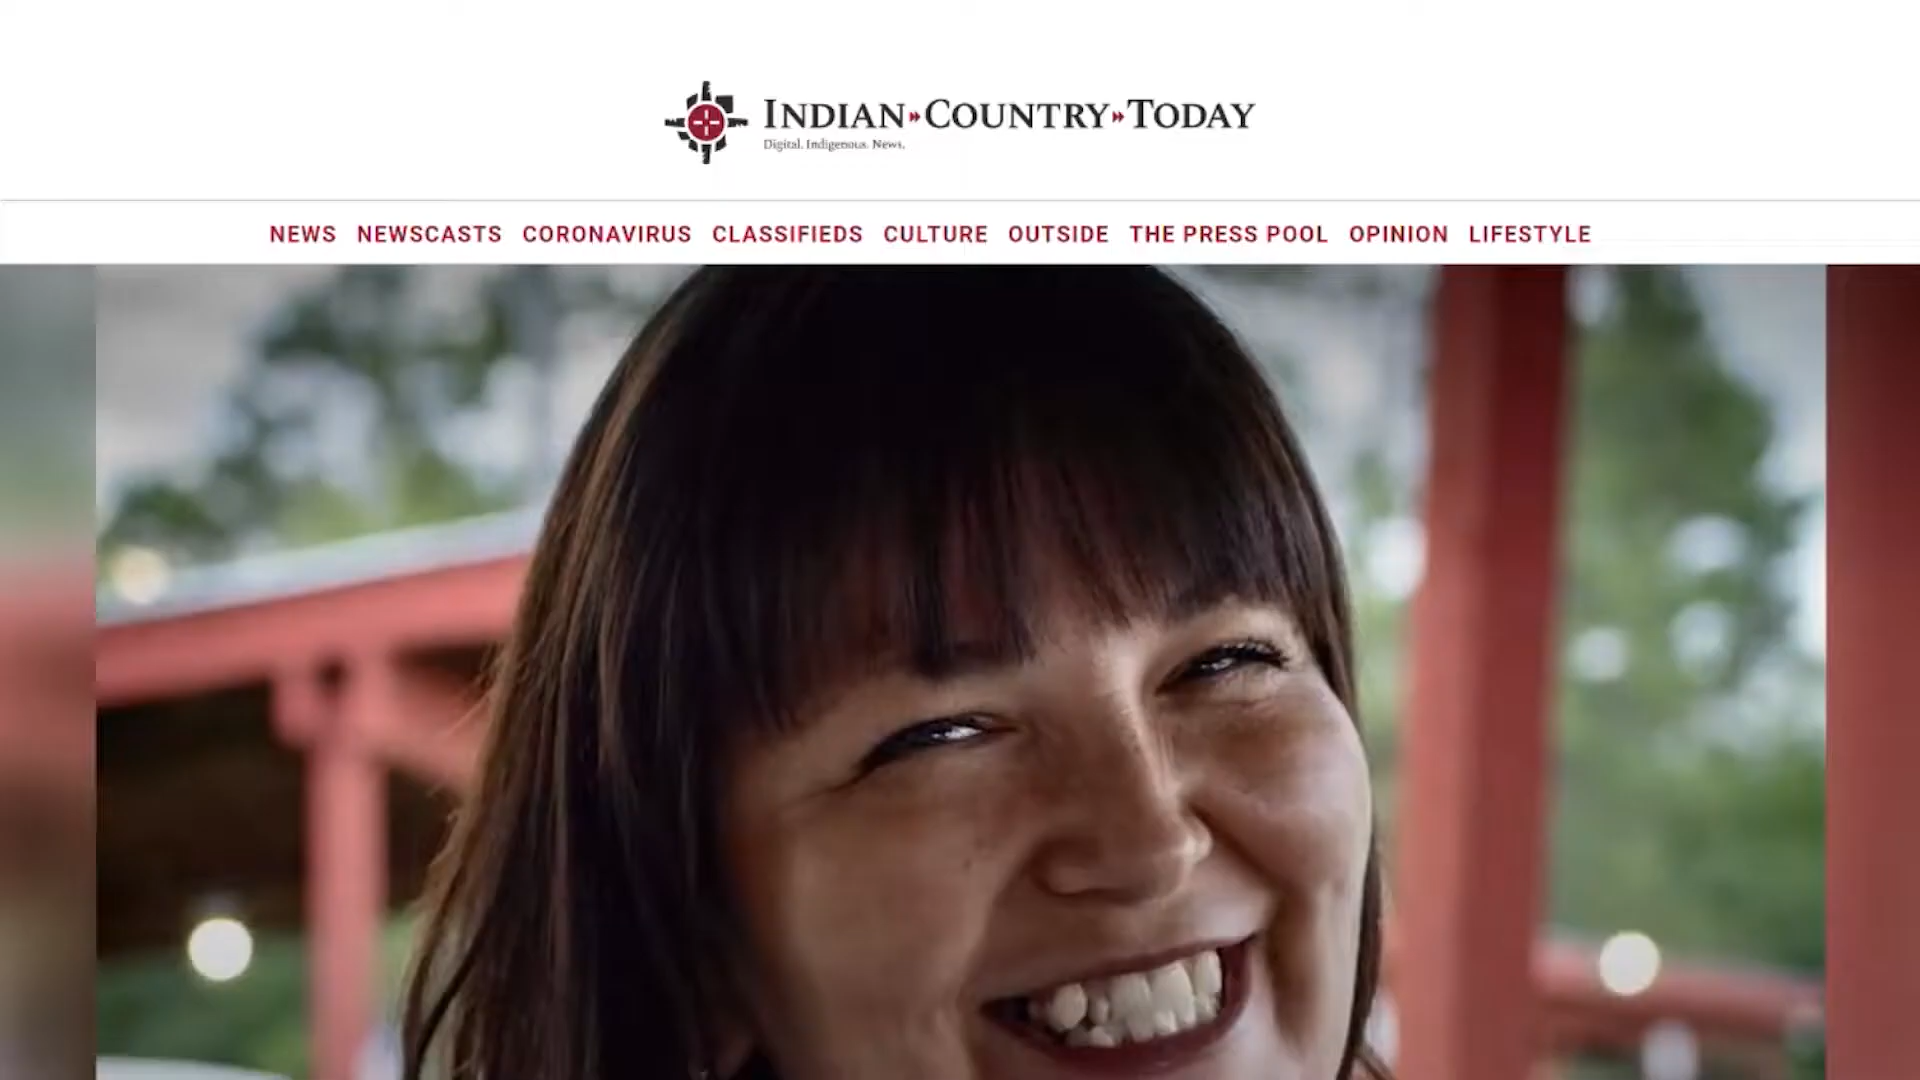 INDIAN COUNTRY TODAY
Digital. Indigenous. News.
NEWS NEWSCASTS CORONAVIRUS CLASSIFIEDS CULTURE OUTSIDE THE PRESS POOL OPINION LIFESTYLE